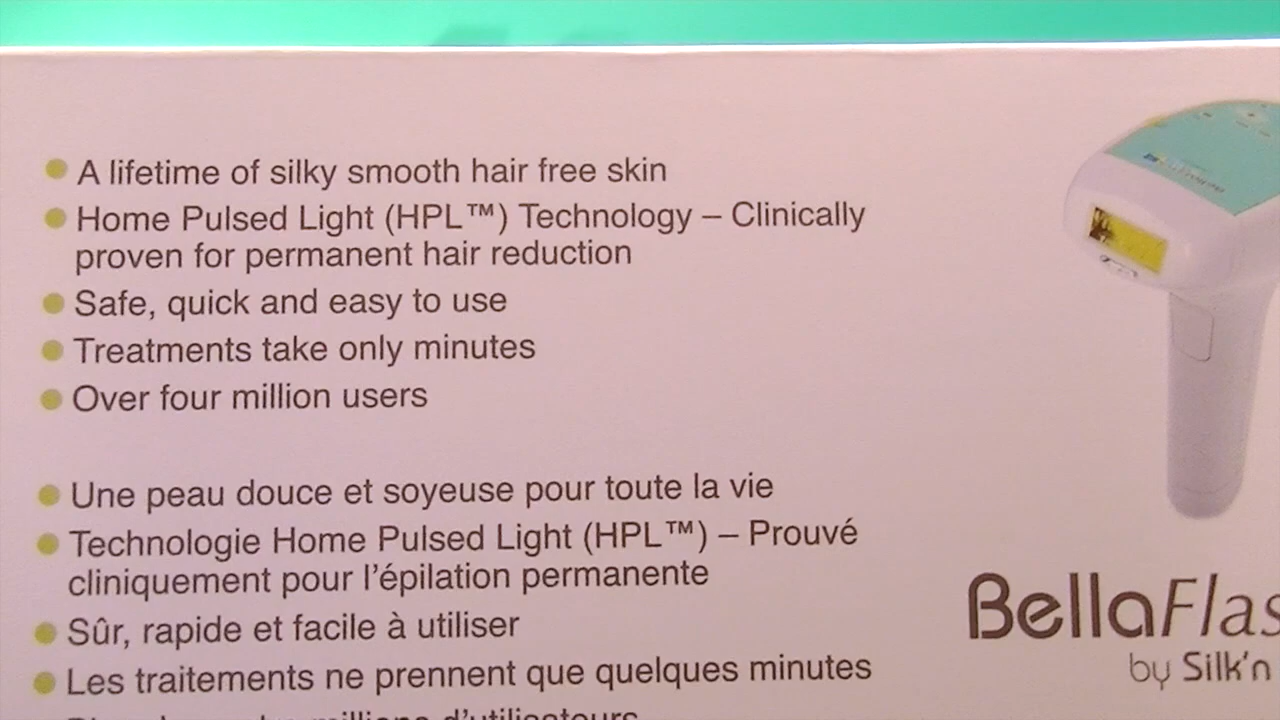 A lifetime of silky smooth hair free skin
Home Pulsed Light (HPL™) Technology – Clinically
proven for permanent hair reduction
Safe, quick and easy to use
Treatments take only minutes
Over four million users
Une peau douce et soyeuse pour toute la vie
Technologie Home Pulsed Light (HPL™) – Prouvé
cliniquement pour l'épilation permanente
Sûr, rapide et facile à utiliser
Les traitements ne prennent que quelques minutes
millions d'utilisateurs
BellaFlas
by Silk'n